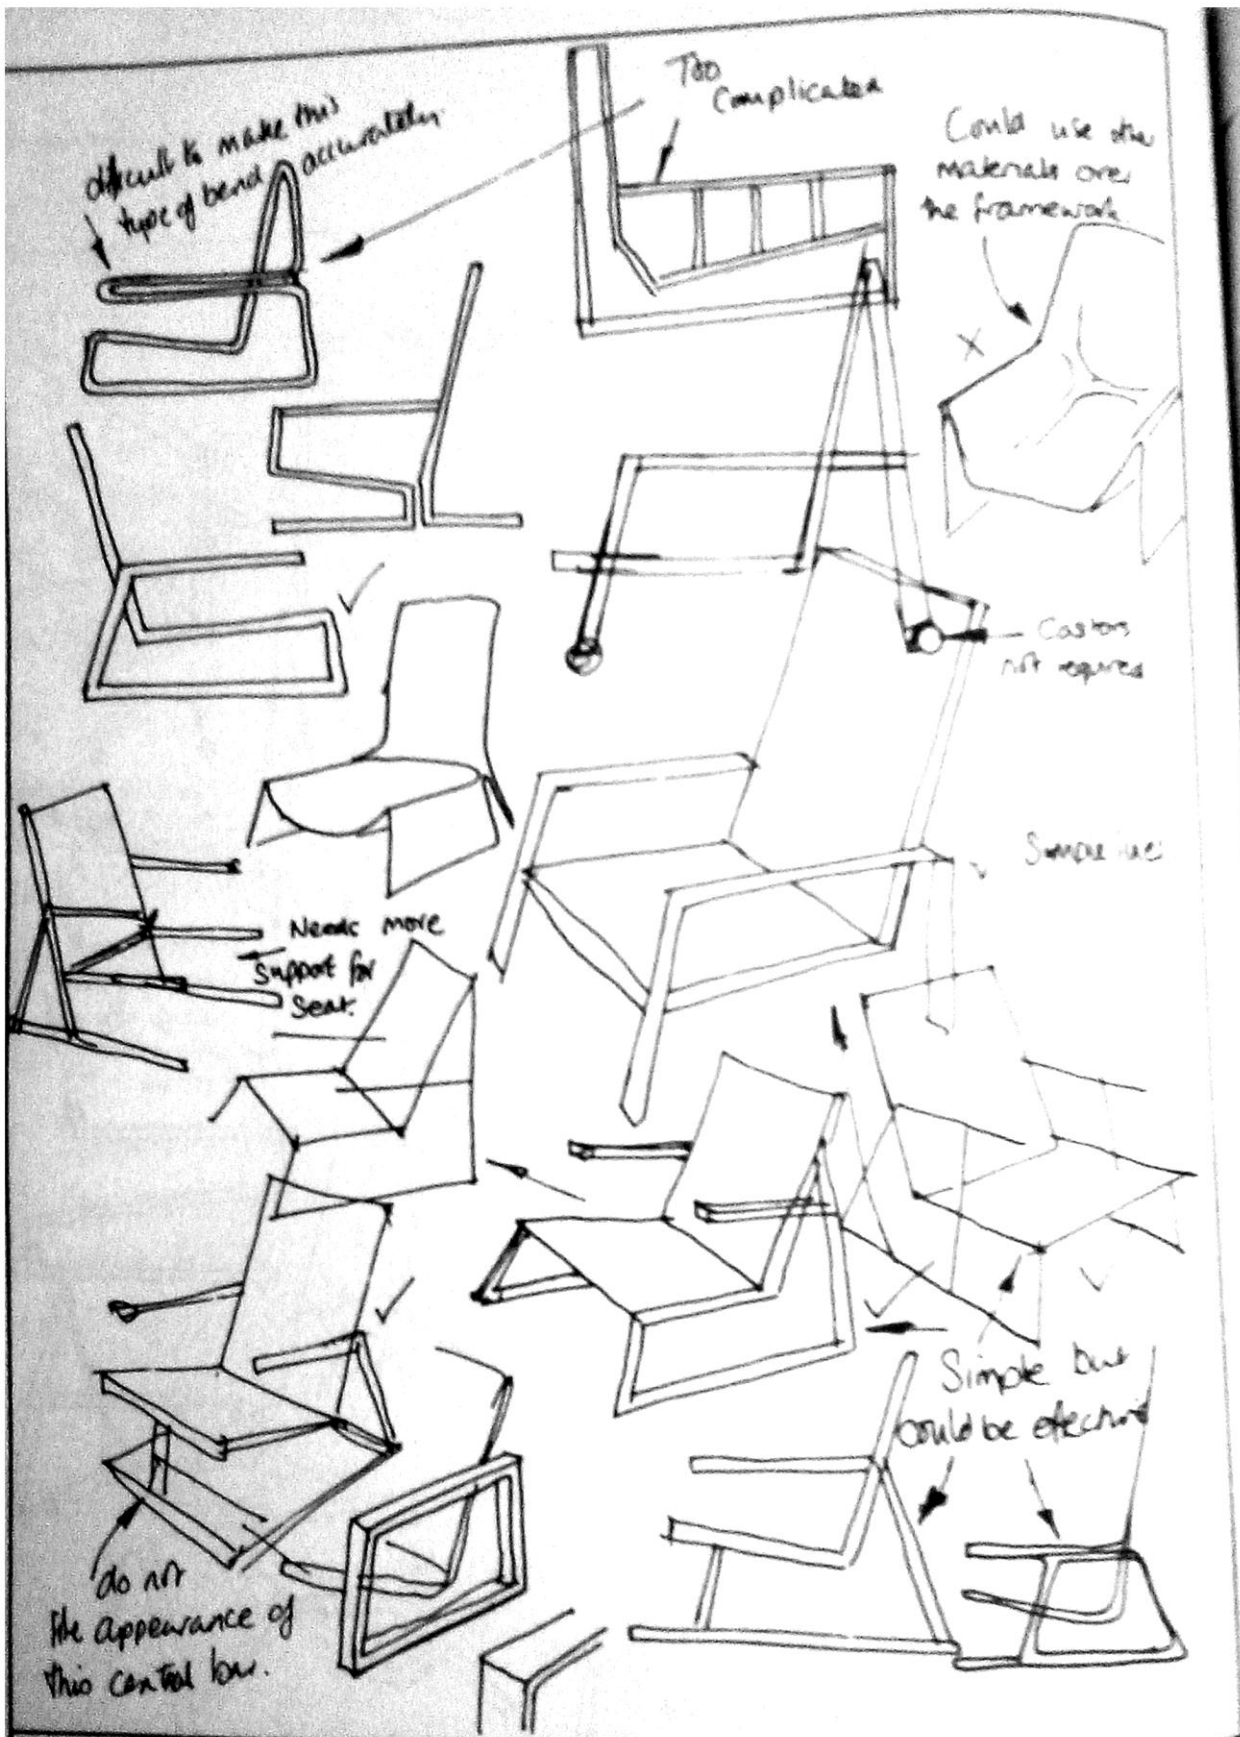 difficult to make this
type of bend accurately
Too
Complicated
Could use other
materials over
the framework
Castors
not required
Simple
Needs more
support for
Seat.
Simple but
could be effective
do not
like appearance of
this central bar.